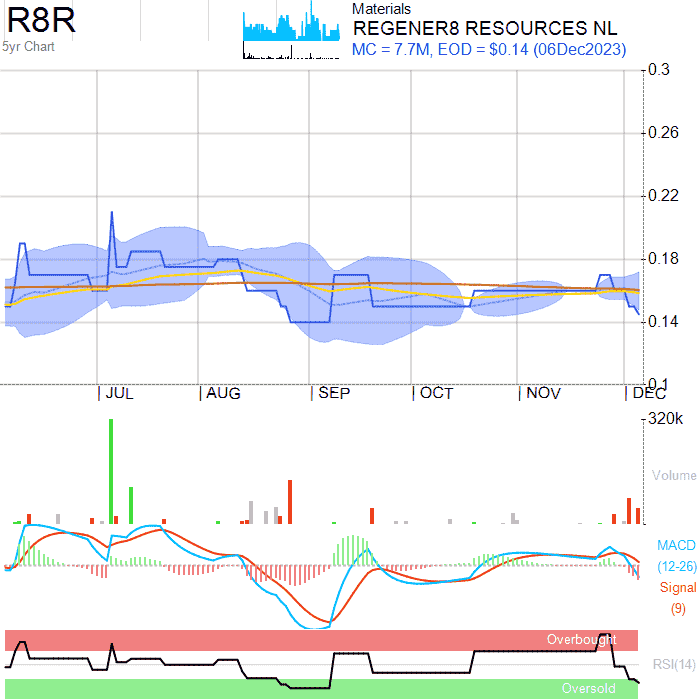 R8R
5yr Chart
Materials
REGENER8 RESOURCES NL
MC = 7.7M, EOD = $0.14 (06Dec2023)
0.3
0.26
0.22
0.18
0.14
0.1
JUL AUG SEP OCT NOV DEC
320k
Volume
MACD
(12-26)
Signal
(9)
Overbought
RSI(14)
Oversold